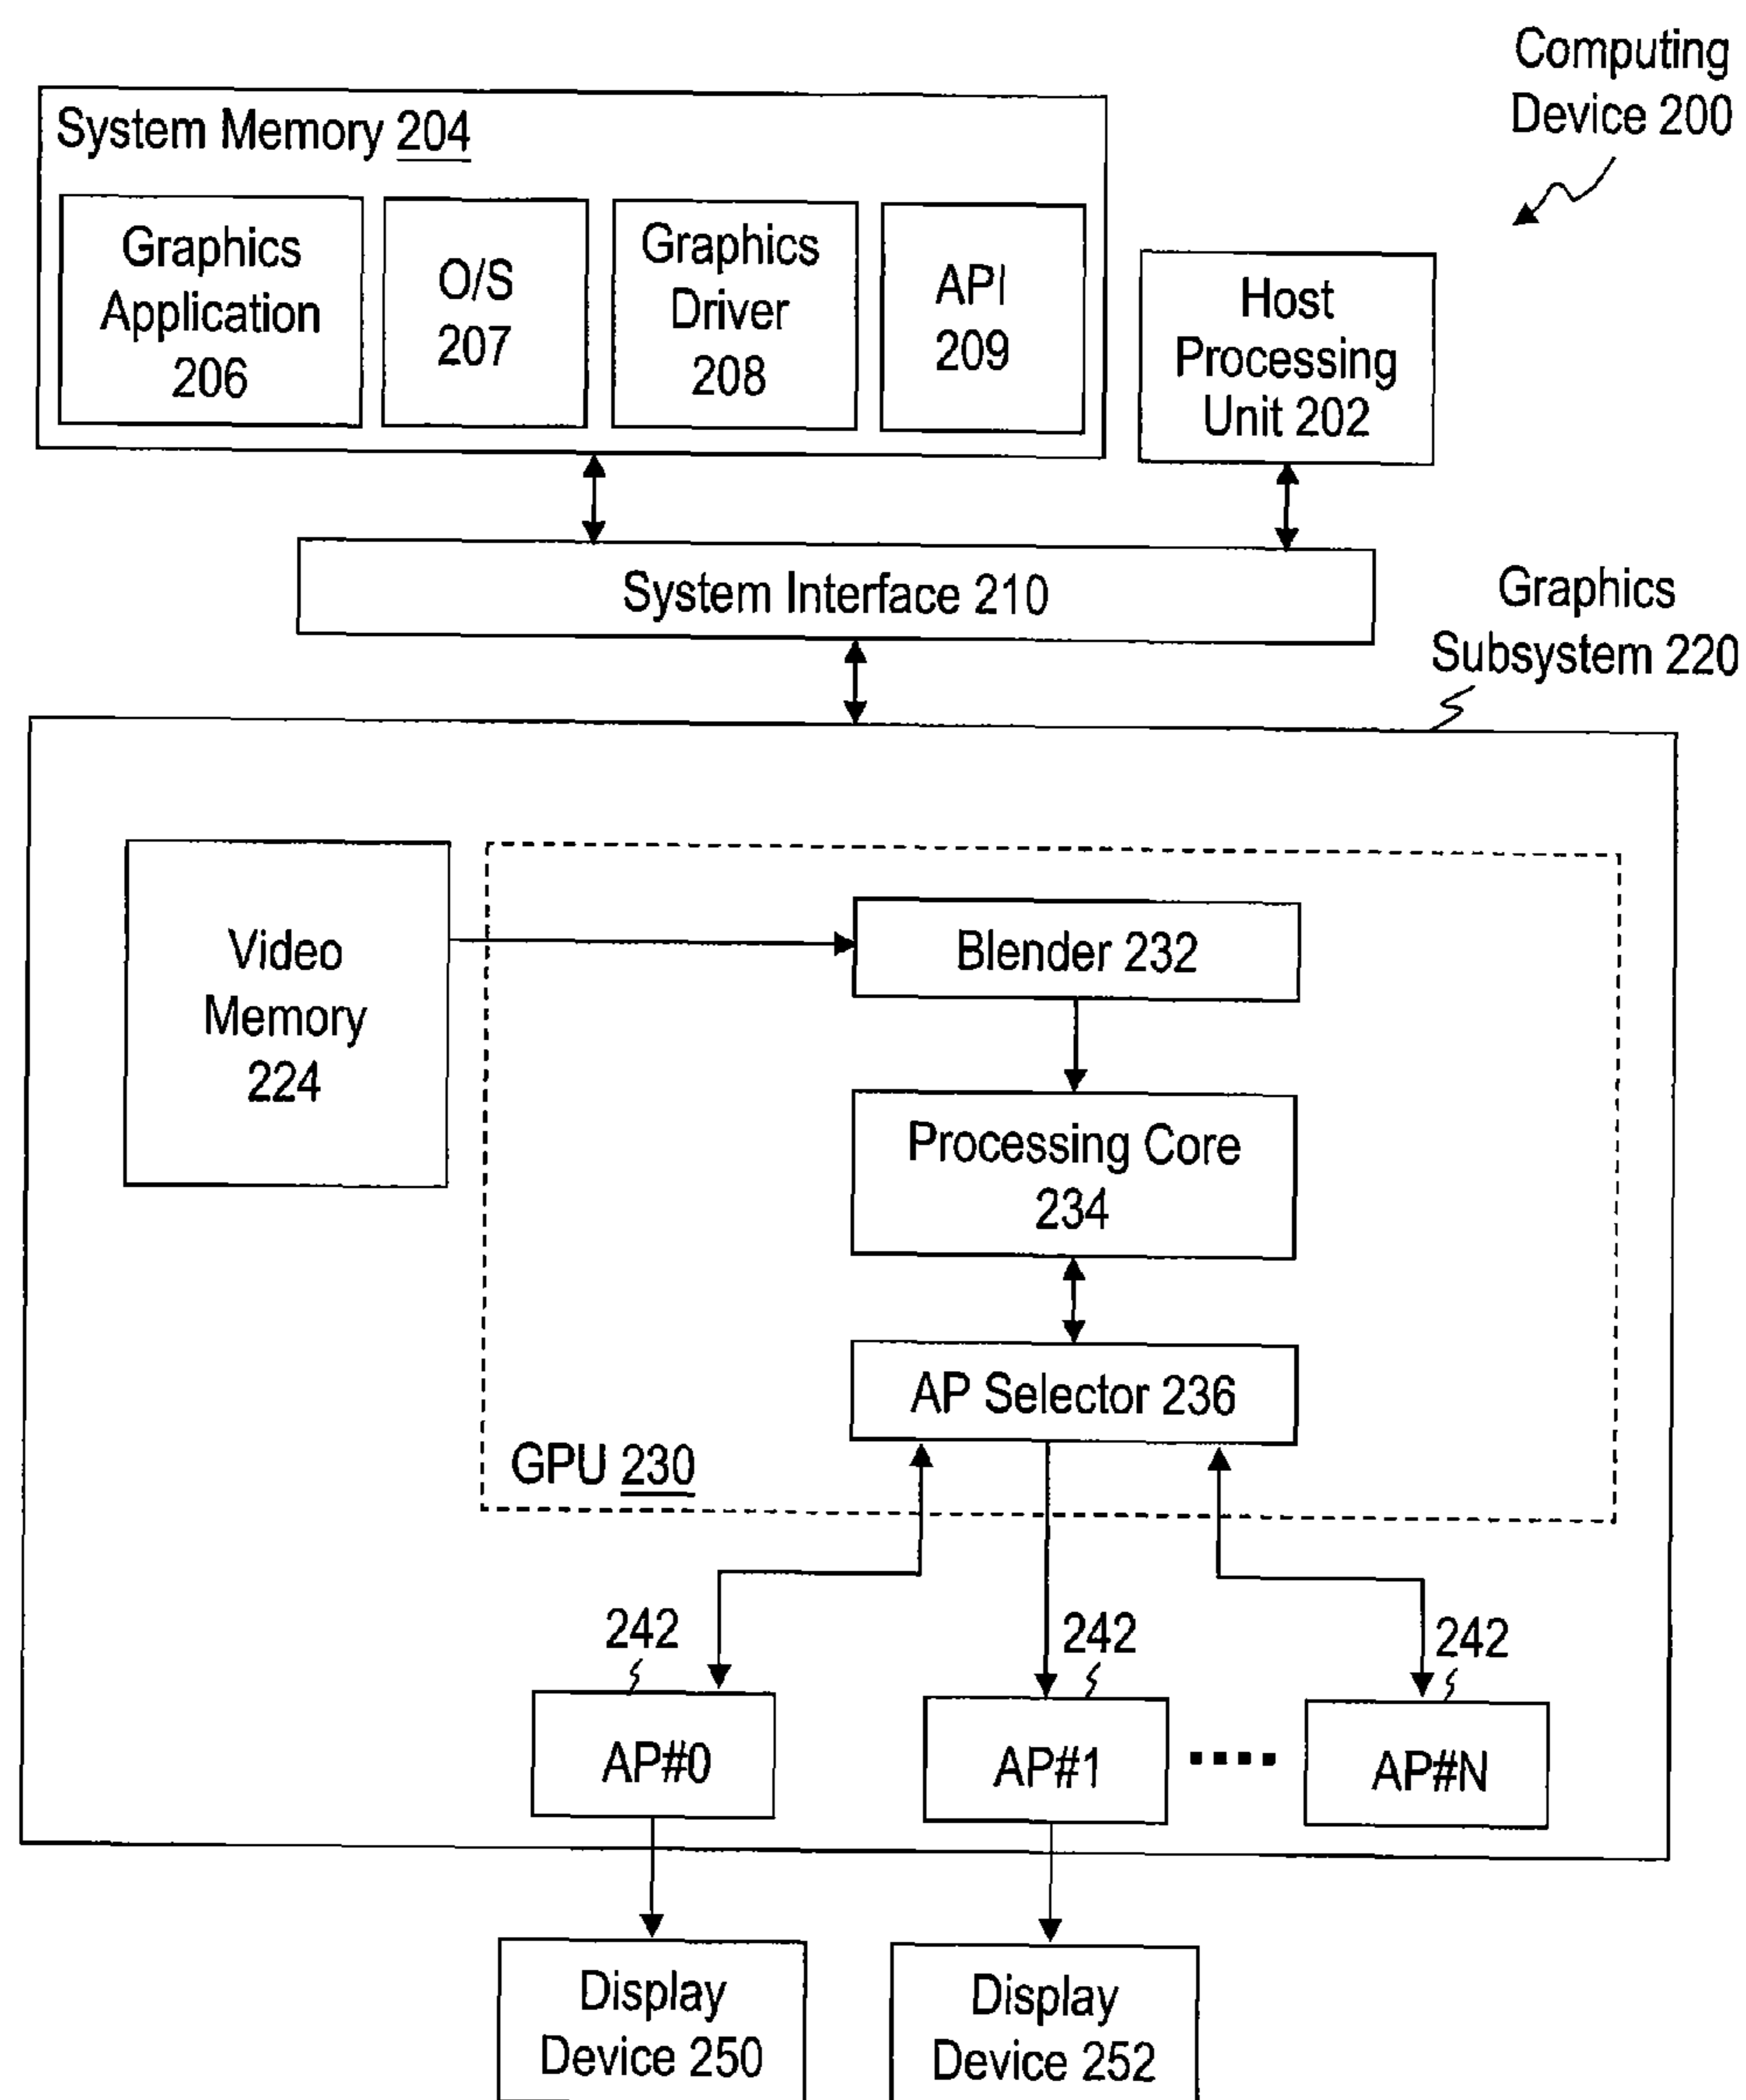 Computing
Device 200
System Memory 204
Graphics
Application
206
O/S
207
Graphics
Driver
208
API
209
Host
Processing
Unit 202
System Interface 210
Graphics
Subsystem 220
Video
Memory
224
Blender 232
Processing Core
234
AP Selector 236
GPU 230
242
242
242
AP#0
AP#1
AP#N
Display
Device 250
Display
Device 252